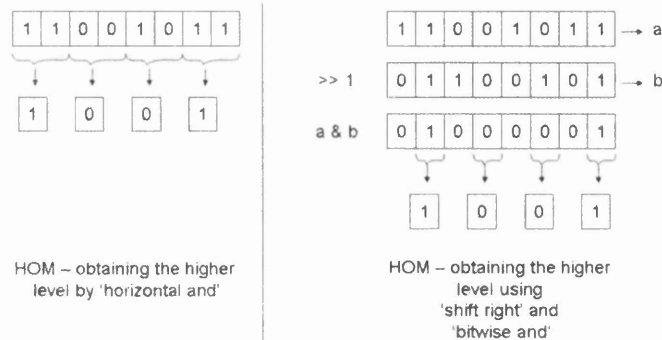 1 1 0 0 1 0 1 1
1 0 0 1
HOM – obtaining the higher
level by 'horizontal and'
1 1 0 0 1 0 1 1 a
>> 1 0 1 1 0 0 1 0 1 b
a & b 0 1 0 0 0 0 0 1
1 0 0 1
HOM – obtaining the higher
level using
'shift right' and
'bitwise and'